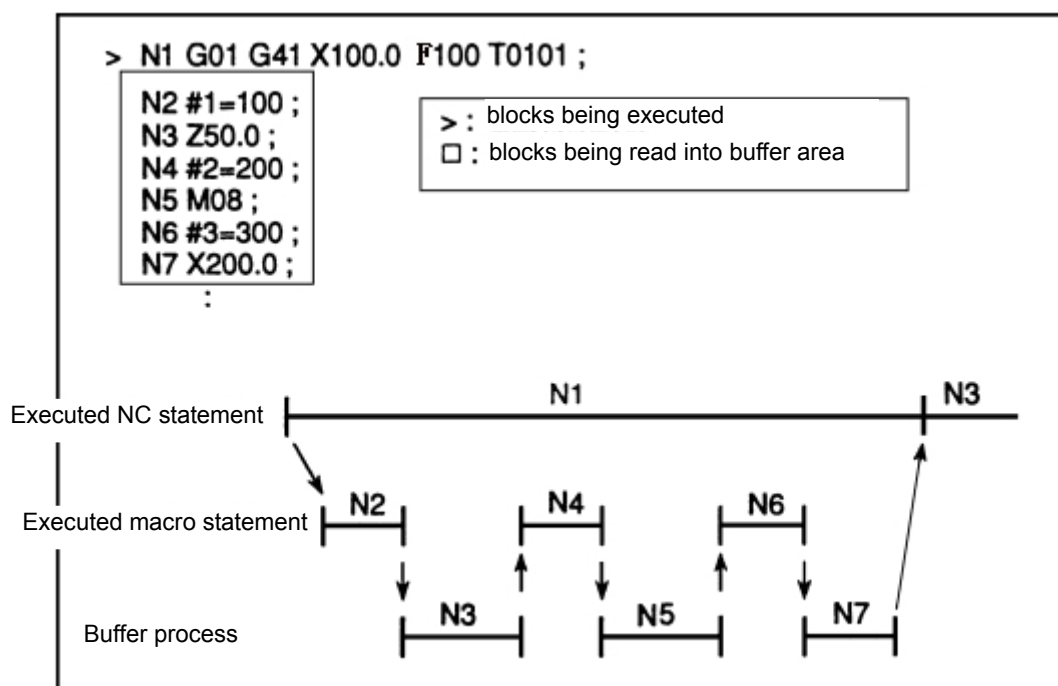 > N1 G01 G41 X100.0 F100 T0101 ;
N2 #1=100 ;
N3 Z50.0 ;
N4 #2=200 ;
N5 M08 ;
N6 #3=300 ;
N7 X200.0 ;
:
> : blocks being executed
□ : blocks being read into buffer area
N1 N3
Executed NC statement
N2 N4 N6
Executed macro statement
N3 N5 N7
Buffer process